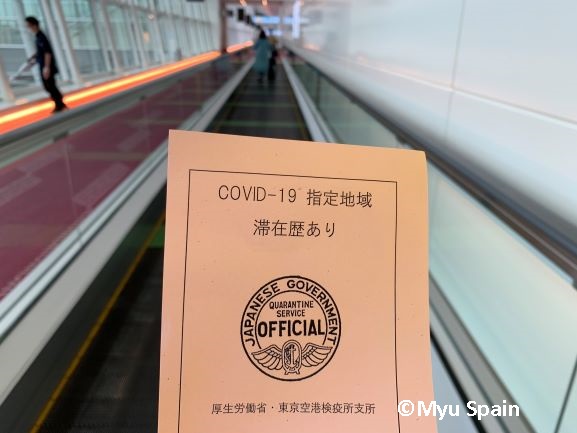 COVID-19 指定地域
滞在歴あり
JAPANESE GOVERNMENT
QUARANTINE
SERVICE
OFFICIAL
厚生労働省・東京空港検疫所支所
©Myu Spain